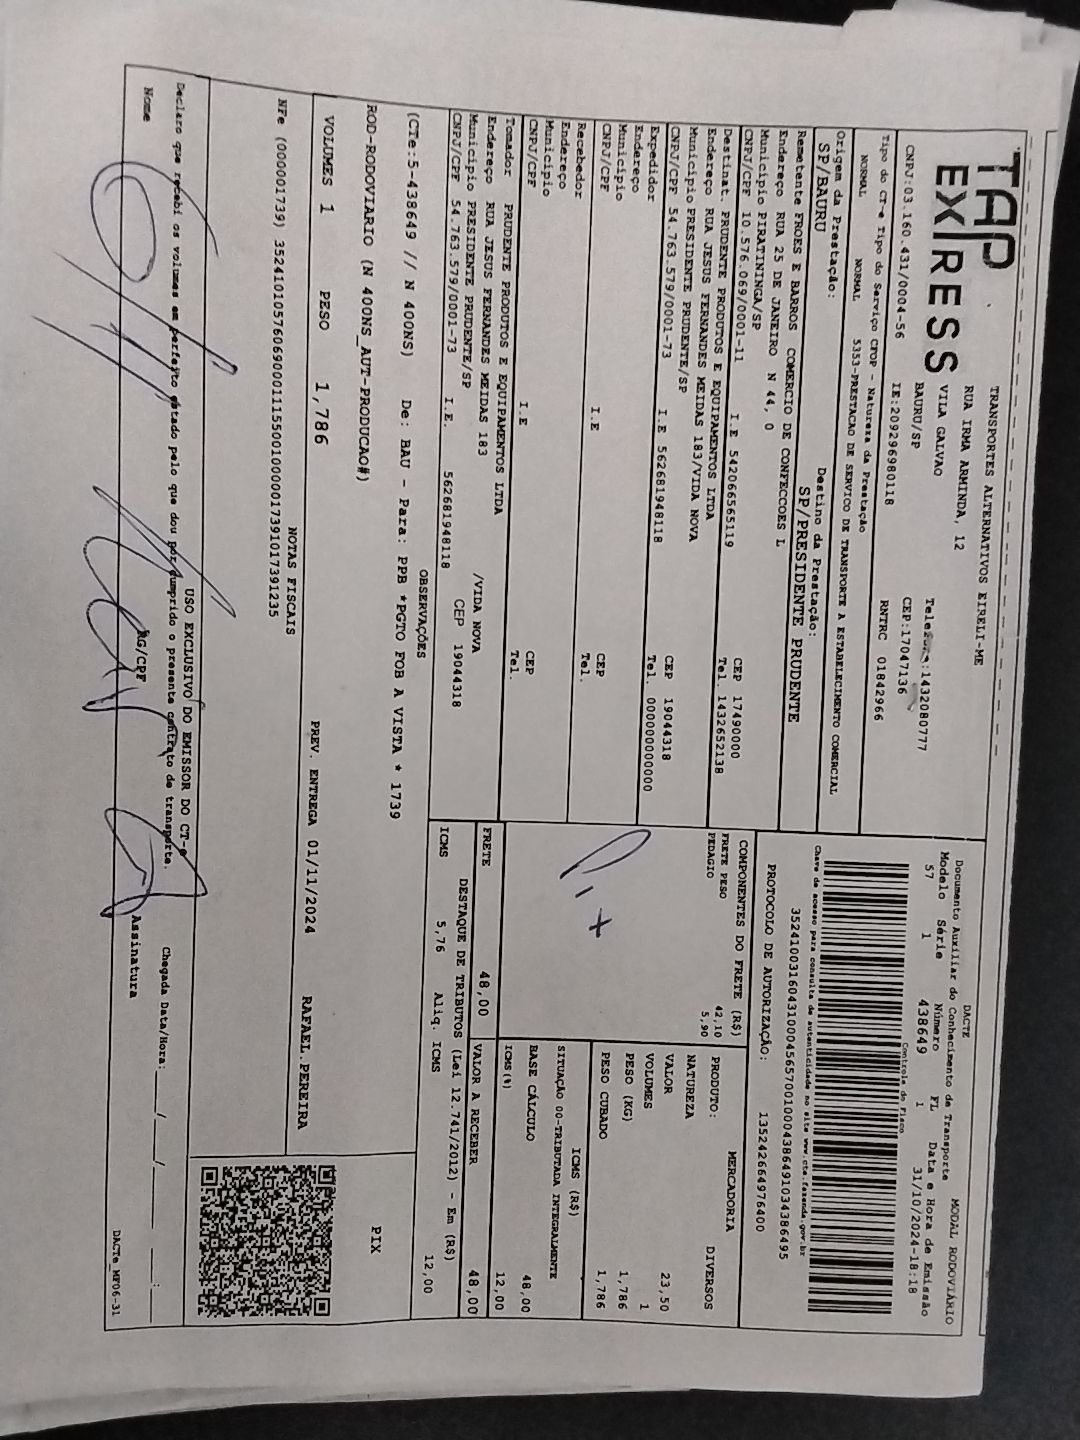 TAP
EXPRESS
TRANSPORTES ALTERNATIVOS EIRELI-ME
RUA IRMA ARMINDA, 12
VILA GALVAO
BAURU/SP
CEP:17047136
CNPJ:03.160.431/0004-56 IE:209296980118 RNTRC 01842966
Tipo do CT-e Tipo do Serviço CFOP - Natureza da Prestação
NORMAL NORMAL 5353-PRESTACAO DE SERVICO DE TRANSPORTE A ESTABELECIMENTO COMERCIAL
Origem da Prestação: Destino da Prestação:
SP/BAURU SP/PRESIDENTE PRUDENTE
Remetente FROES E BARROS COMERCIO DE CONFECCOES L
Endereço RUA 25 DE JANEIRO N 44, 0
Município PIRATININGA/SP CEP 17490000
CNPJ/CPF 10.576.069/0001-11 I.E 542066565119 Tel 1432652138
Destinat. PRUDENTE PRODUTOS E EQUIPAMENTOS LTDA
Endereço RUA JESUS FERNANDES MEIDAS 183/VIDA NOVA
Município PRESIDENTE PRUDENTE/SP CEP 19044318
CNPJ/CPF 54.763.579/0001-73 I.E 562681948118 Tel. 000000000000
Expedidor
Endereço
Município CEP
CNPJ/CPF I.E Tel.
Recebedor
Endereço
Município CEP
CNPJ/CPF I.E Tel.
Tomador PRUDENTE PRODUTOS E EQUIPAMENTOS LTDA
Endereço RUA JESUS FERNANDES MEIDAS 183 /VIDA NOVA
Município PRESIDENTE PRUDENTE/SP CEP 19044318
CNPJ/CPF 54.763.579/0001-73 I.E. 562681948118
DACTE MODAL RODOVIÁRIO
Documento Auxiliar do Conhecimento de Transporte
Modelo Série Número FL Data e Hora de Emissão
57 1 438649 1 31/10/2024-18:18
Controle do Fisco
Chave de acesso para consulta de autenticidade no site www.cte.fazenda.gov.br
35241003160431000456570010004386491034386495
PROTOCOLO DE AUTORIZAÇÃO: 135242664976400
COMPONENTES DO FRETE (R$)
FRETE PESO 42,10
PEDAGIO 5,90
PRODUTO: MERCADORIA
NATUREZA DIVERSOS
VALOR 23,50
VOLUMES 1
PESO (KG) 1,786
PESO CUBADO 1,786
ICMS (R$)
SITUAÇÃO 00-TRIBUTADA INTEGRALMENTE
BASE CÁLCULO 48,00
ICMS(%) 12,00
FRETE 48,00 VALOR A RECEBER 48,00
DESTAQUE DE TRIBUTOS (Lei 12.741/2012) - Em (R$)
ICMS 5,76 Aliq. ICMS 12,00
OBSERVAÇÕES
(CTe:5-438649 // N 400NS) De: BAU - Para: PPB *PGTO FOB A VISTA * 1739
ROD-RODOVIARIO (N 400NS_AUT-PRODUCAO#)
VOLUMES 1 PESO 1,786 PREV. ENTREGA 01/11/2024 RAFAEL.PEREIRA
PIX
NOTAS FISCAIS
USO EXCLUSIVO DO EMISSOR DO CT-e
Declaro que recebi os volumes em perfeito estado pelo que dou por cumprido o presente contrato de transporte.
Nome RG/CPF Assinatura
Chegada Data/Hora:____/____/____ ____:____
DACTe_MF06-31